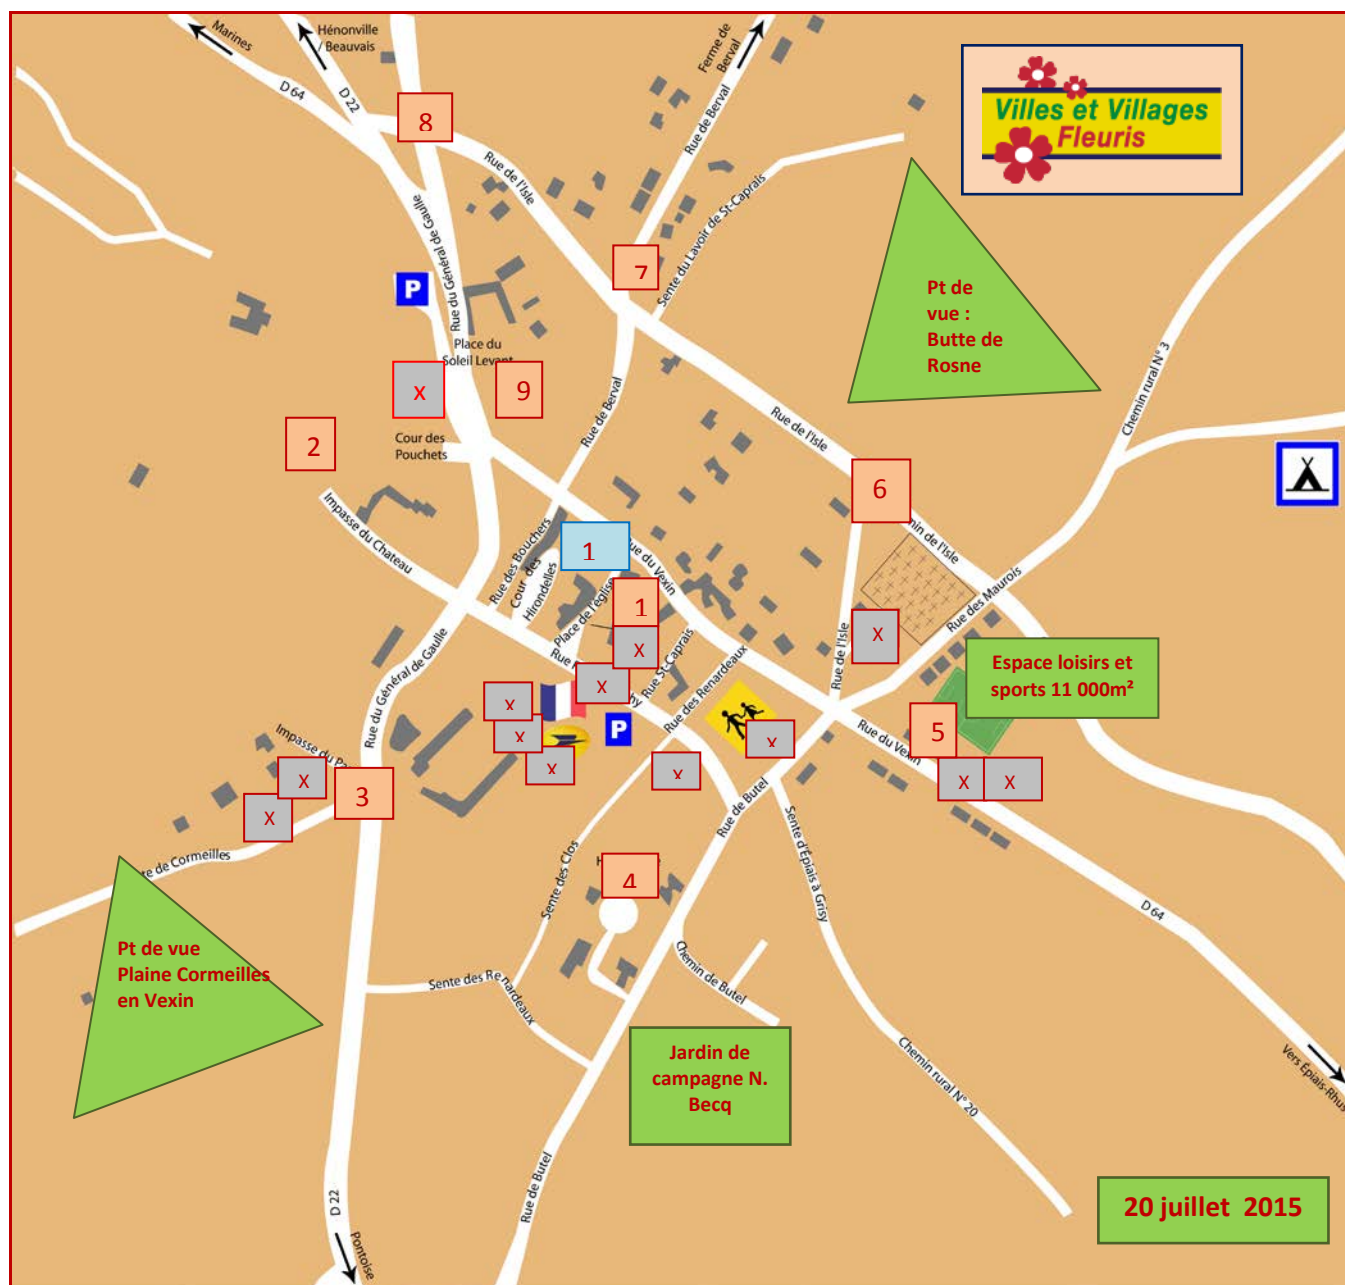 Marines
Hénonville
/ Beauvais
D 64
D 22
8
Rue de l'Isle
Ferme de
Berval
Rue de Berval
Villes et Villages
Fleuris
Rue du Général de Gaulle
P
7
Sente du Lavoir de St-Caprais
Pt de
vue :
Butte de
Rosne
Chemin rural N° 3
Place du
Soleil Levant
x
9
2
Cour des
Pouchets
Rue de Berval
Rue de l'Isle
6
Impasse du Chateau
Rue des Bouchers
Cour des
Hirondelles
1
Rue du Vexin
Place de l'église
1
x
x
Rue St-Caprais
Rue des Renardeaux
Rue de l'Isle
x
Rue des Maurois
Espace loisirs et
sports 11 000m²
Rue du Général de Gaulle
x
x
x
P
x
x
Rue du Vexin
5
x
x
Impasse du
x
x
3
de Cormeilles
Rue de Butel
Sente d'Épiais à Grisy
Sente des Clos
4
D 64
Pt de vue
Plaine Cormeilles
en Vexin
Sente des Renardeaux
Chemin de Butel
Jardin de
campagne N.
Becq
Chemin rural N° 20
Vers Épiais-Rhus
Rue de Butel
D 22
Pontoise
20 juillet 2015